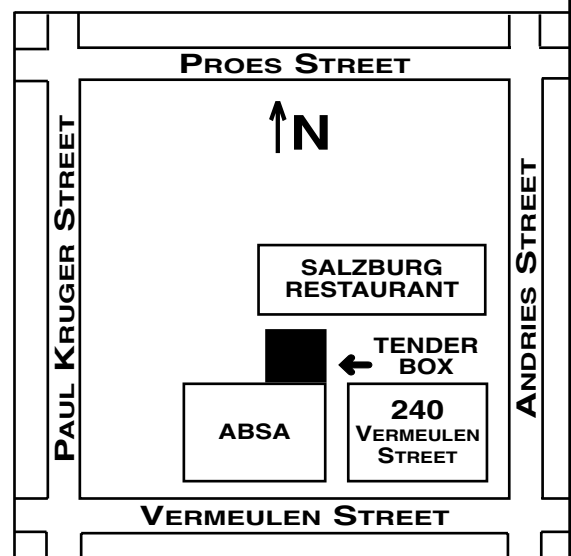 PROES STREET
N
PAUL KRUGER STREET
ANDRIES STREET
SALZBURG
RESTAURANT
TENDER
BOX
ABSA
240
VERMEULEN
STREET
VERMEULEN STREET